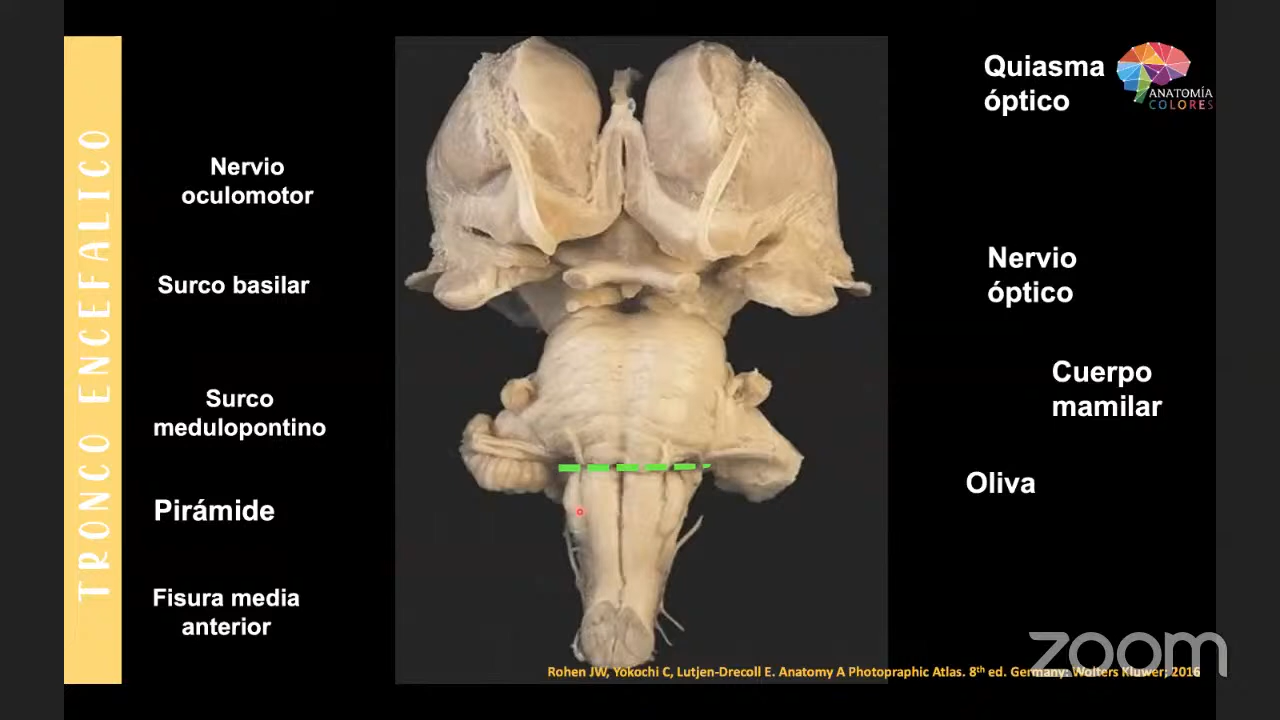 TRONCO ENCEFALICO
Nervio
oculomotor
Surco basilar
Surco
medulopontino
Pirámide
Fisura media
anterior
Quiasma
óptico
ANATOMÍA
COLORES
Nervio
óptico
Cuerpo
mamilar
Oliva
zoom
Rohen JW, Yokochi C, Lutjen-Drecoll E. Anatomy A Photopraphic Atlas. 8th ed. Germany: Wolters Kluwer; 2016